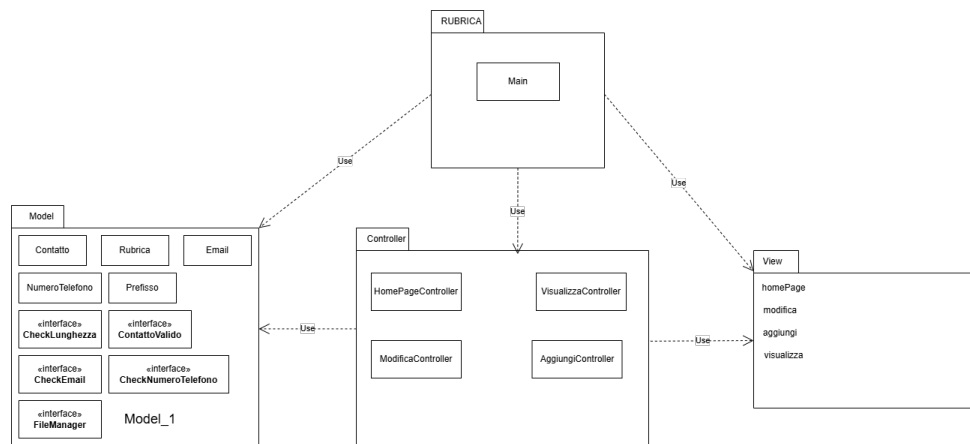 RUBRICA
Main
Use
Use
Use
Model
Contatto
Rubrica
Email
NumeroTelefono
Prefisso
«interface»
CheckLunghezza
«interface»
ContattoValido
«interface»
CheckEmail
«interface»
CheckNumeroTelefono
«interface»
FileManager
Model_1
Use
Controller
HomePageController
VisualizzaController
ModificaController
AggiungiController
Use
View
homePage
modifica
aggiungi
visualizza